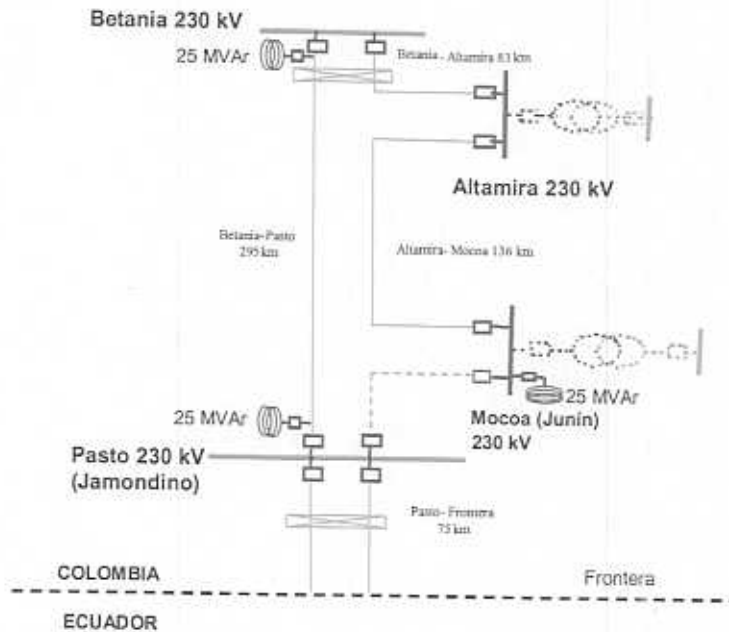 Betania 230 kV
25 MVAr
Betania - Altamira 83 km
Altamira 230 kV
Betania-Pasto
295 km
Altamira- Mocoa 136 km
25 MVAr
25 MVAr
Mocoa (Junín)
230 kV
Pasto 230 kV
(Jamondino)
Pasto- Frontera
75 km
COLOMBIA
Frontera
ECUADOR